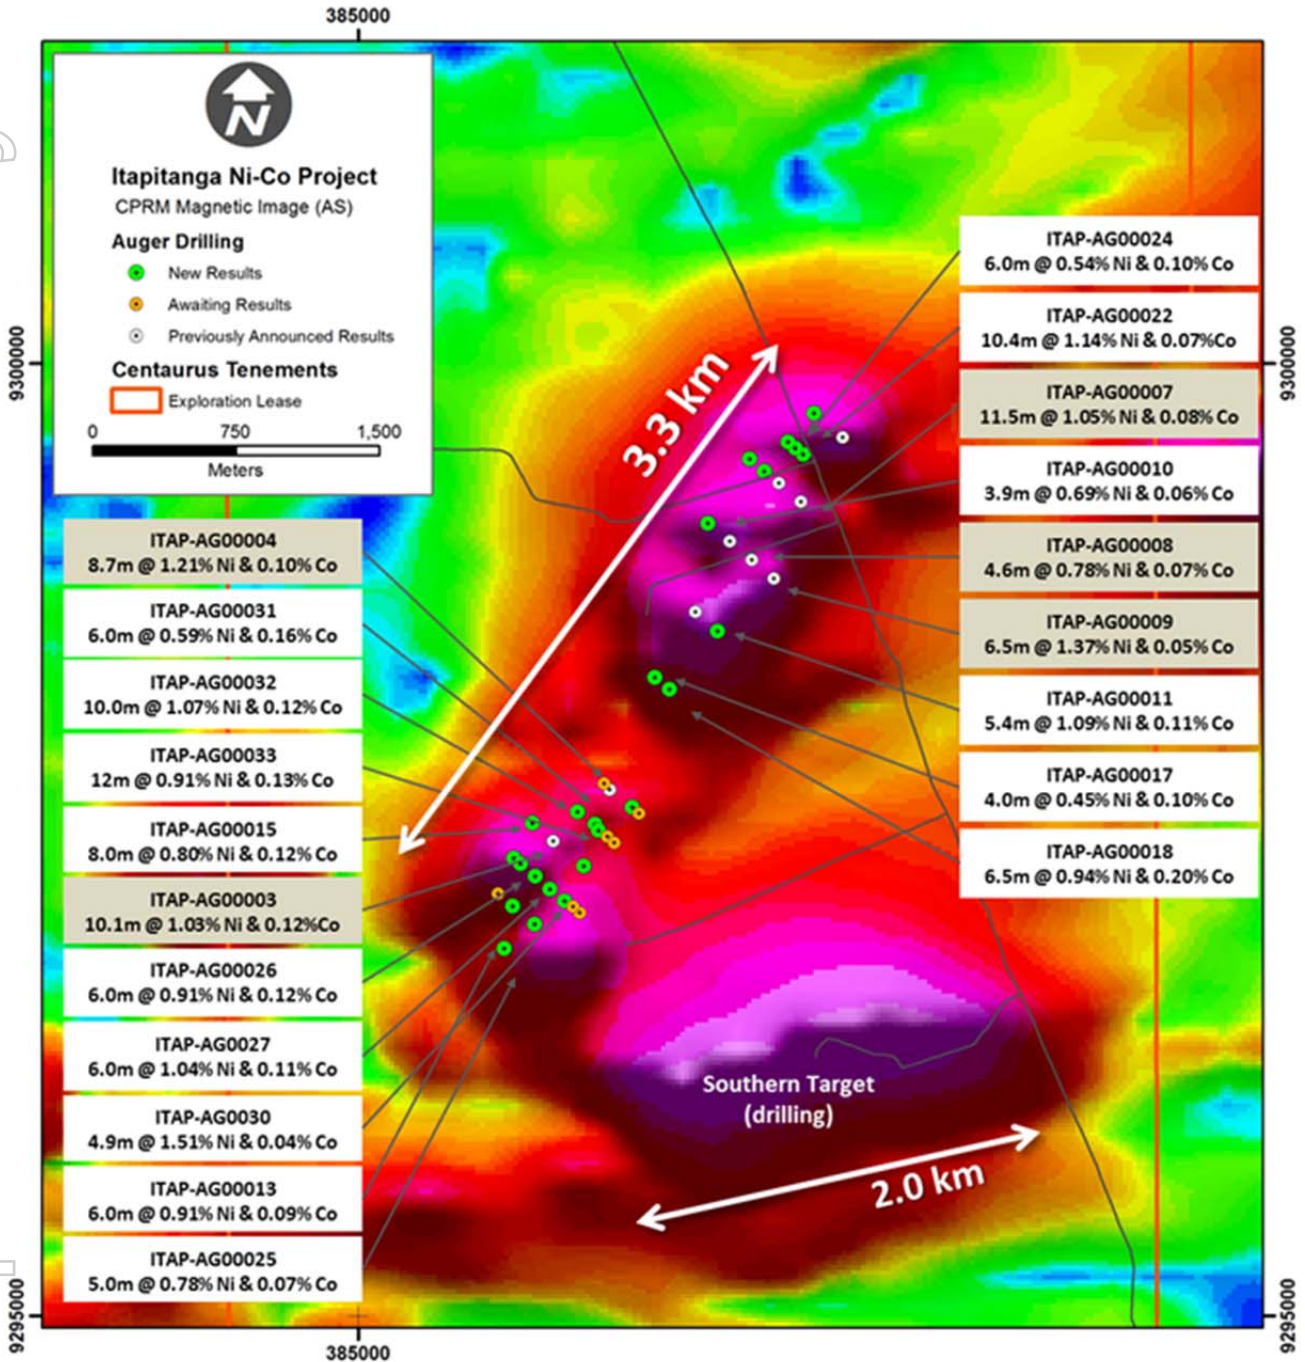 385000
N
Itapitanga Ni-Co Project
CPRM Magnetic Image (AS)
Auger Drilling
New Results
Awaiting Results
Previously Announced Results
Centaurus Tenements
Exploration Lease
0 750 1,500
Meters
9300000
9300000
3.3 km
ITAP-AG00024
6.0m @ 0.54% Ni & 0.10% Co
ITAP-AG00022
10.4m @ 1.14% Ni & 0.07%Co
ITAP-AG00007
11.5m @ 1.05% Ni & 0.08% Co
ITAP-AG00010
3.9m @ 0.69% Ni & 0.06% Co
ITAP-AG00008
4.6m @ 0.78% Ni & 0.07% Co
ITAP-AG00009
6.5m @ 1.37% Ni & 0.05% Co
ITAP-AG00011
5.4m @ 1.09% Ni & 0.11% Co
ITAP-AG00017
4.0m @ 0.45% Ni & 0.10% Co
ITAP-AG00018
6.5m @ 0.94% Ni & 0.20% Co
ITAP-AG00004
8.7m @ 1.21% Ni & 0.10% Co
ITAP-AG00031
6.0m @ 0.59% Ni & 0.16% Co
ITAP-AG00032
10.0m @ 1.07% Ni & 0.12% Co
ITAP-AG00033
12m @ 0.91% Ni & 0.13% Co
ITAP-AG00015
8.0m @ 0.80% Ni & 0.12% Co
ITAP-AG00003
10.1m @ 1.03% Ni & 0.12%Co
ITAP-AG00026
6.0m @ 0.91% Ni & 0.12% Co
ITAP-AG0027
6.0m @ 1.04% Ni & 0.11% Co
ITAP-AG0030
4.9m @ 1.51% Ni & 0.04% Co
ITAP-AG00013
6.0m @ 0.91% Ni & 0.09% Co
ITAP-AG00025
5.0m @ 0.78% Ni & 0.07% Co
Southern Target
(drilling)
2.0 km
9295000
9295000
385000